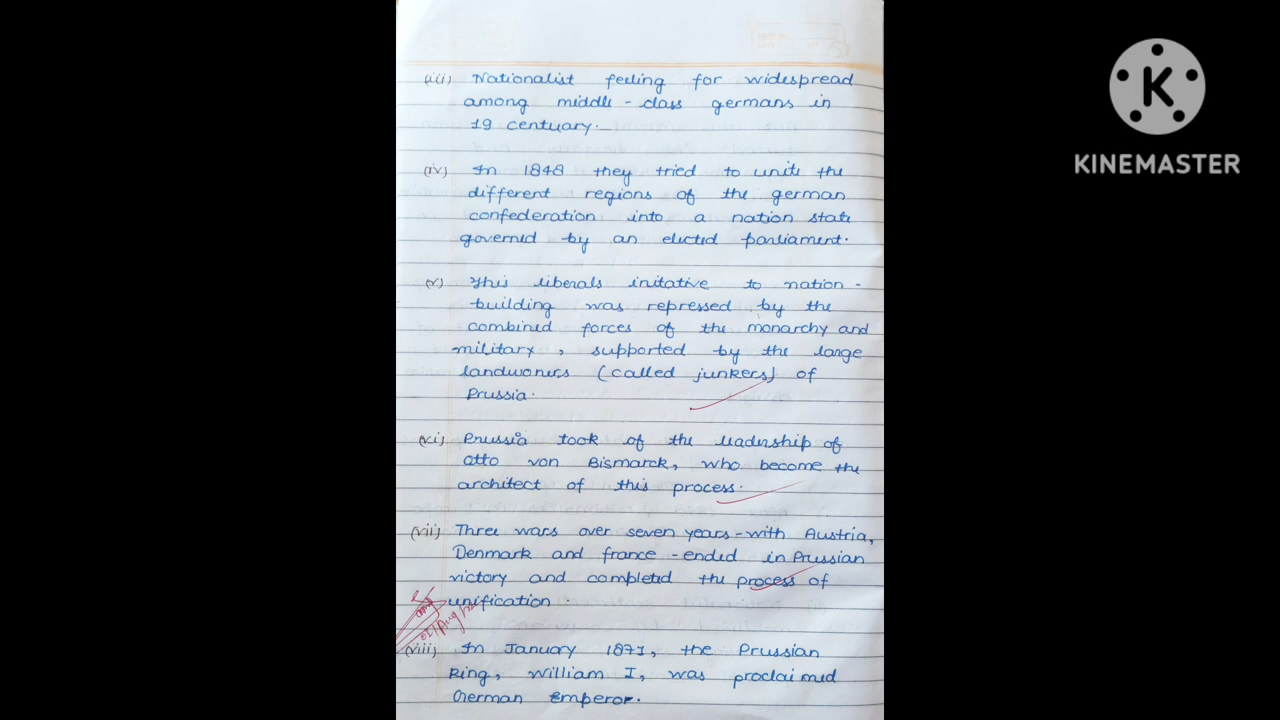 (iii) Nationalist feeling for widespread
among middle-class germans in
19 centuary.
(iv) In 1848 they tried to unite the
different regions of the german
confederation into a nation state
governed by an elected parliament.
(v) This liberals initative to nation-
building was repressed by the
combined forces of the monarchy and
military, supported by the large
landwoners (called junkers) of
Prussia.
(vi) Prussia took of the leadership of
otto von Bismarck, who become the
architect of this process.
(vii) Three wars over seven years-with Austria,
Denmark and france -ended in Prussian
victory and completed the process of
unification.
(viii) In January 1871, the Prussian
King, William I, was proclaimed
German Emperor.
K
KINEMASTER